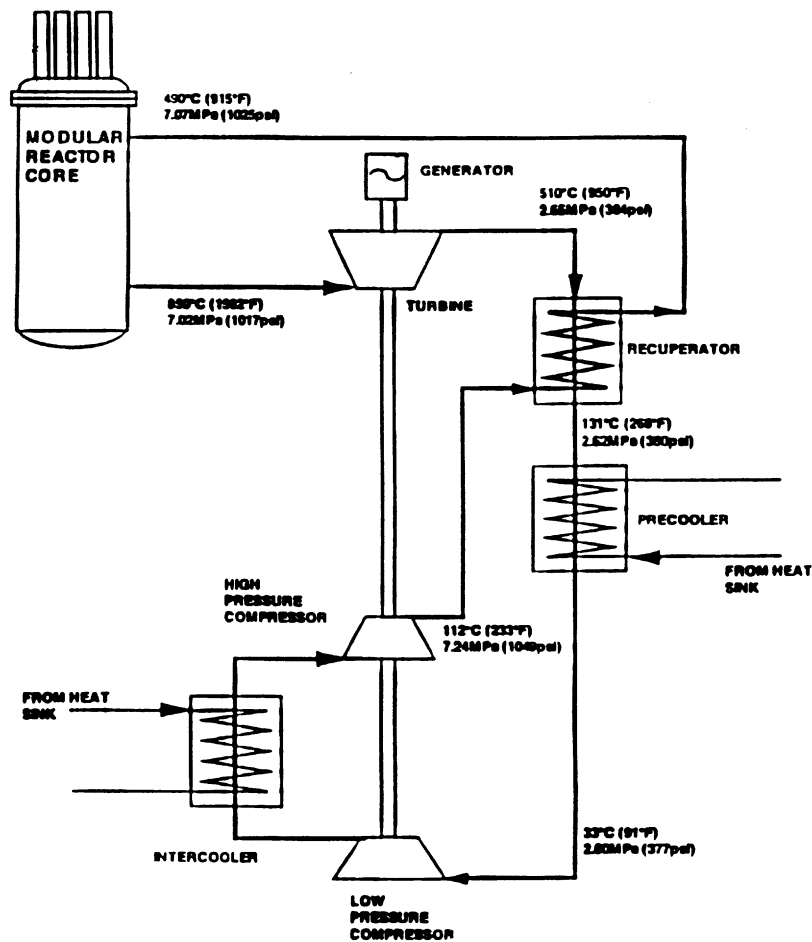 490°C (915°F)
7.07MPa (1025psi)
MODULAR
REACTOR
CORE
GENERATOR
510°C (950°F)
2.65MPa (384psi)
7.02MPa (1017psi)
TURBINE
RECUPERATOR
131°C (268°F)
2.62MPa (380psi)
PRECOOLER
FROM HEAT
SINK
HIGH
PRESSURE
COMPRESSOR
112°C (233°F)
7.24MPa (1049psi)
FROM HEAT
SINK
INTERCOOLER
33°C (91°F)
2.60MPa (377psi)
LOW
PRESSURE
COMPRESSOR